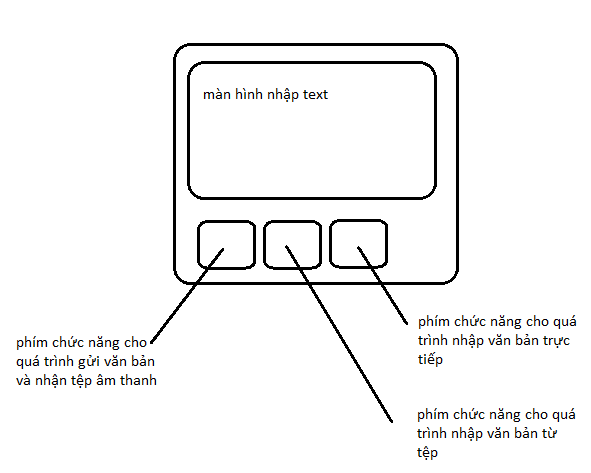 màn hình nhập text
phím chức năng cho quá
trình nhập văn bản trực
tiếp
phím chức năng cho
quá trình gửi văn bản
và nhận tệp âm thanh
phím chức năng cho quá
trình nhập văn bản từ
tệp